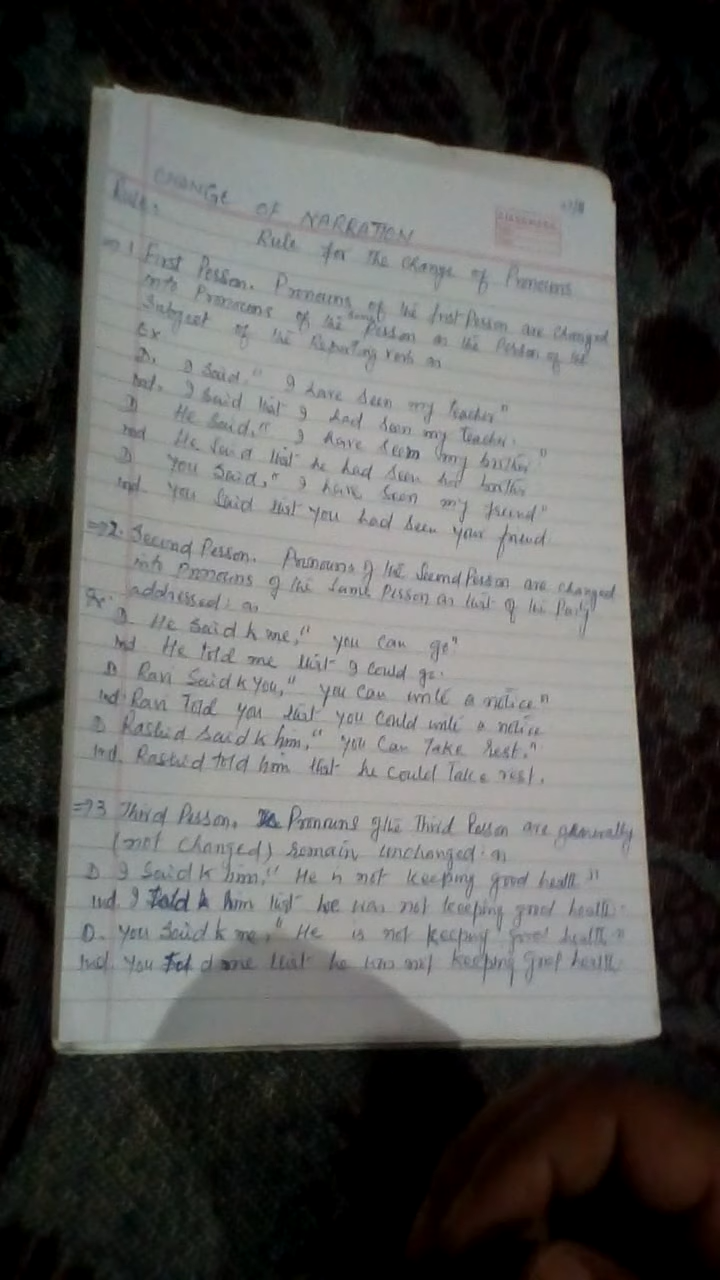 CHANGE OF NARRATION
Rule:
Rule for the change of Pronouns
⇒ 1. First Person. Pronouns of the first Person are changed
into Pronouns of the same Person as the Person of the
Subject of the Reporting verb as
Ex
D. I said, "I have seen my teacher"
Ind. I said that I had seen my teacher.
D He said, "I have seen my brother"
Ind He said that he had seen his brother
D You said, "I have seen my friend"
Ind. You said that you had seen your friend
⇒ 2. Second Person. Pronouns of the Second Person are changed
into Pronouns of the same Person as that of the Party
addressed: as
Ex.
D He said to me, "you can go"
Ind He told me that I could go.
D Ravi said to you, "you can write a notice"
Ind. Ravi Told you that you could write a notice
D Rashid said to him, "you can Take rest."
Ind. Rashid told him that he could Take rest.
⇒ 3 Third Person. Pronouns of the Third Person are generally
(not changed) remain unchanged. as
D I said to him, "He is not keeping good health"
Ind. I told him that he was not keeping good health.
D. You said to me, "He is not keeping good health"
Ind. You told me that he was not keeping good health